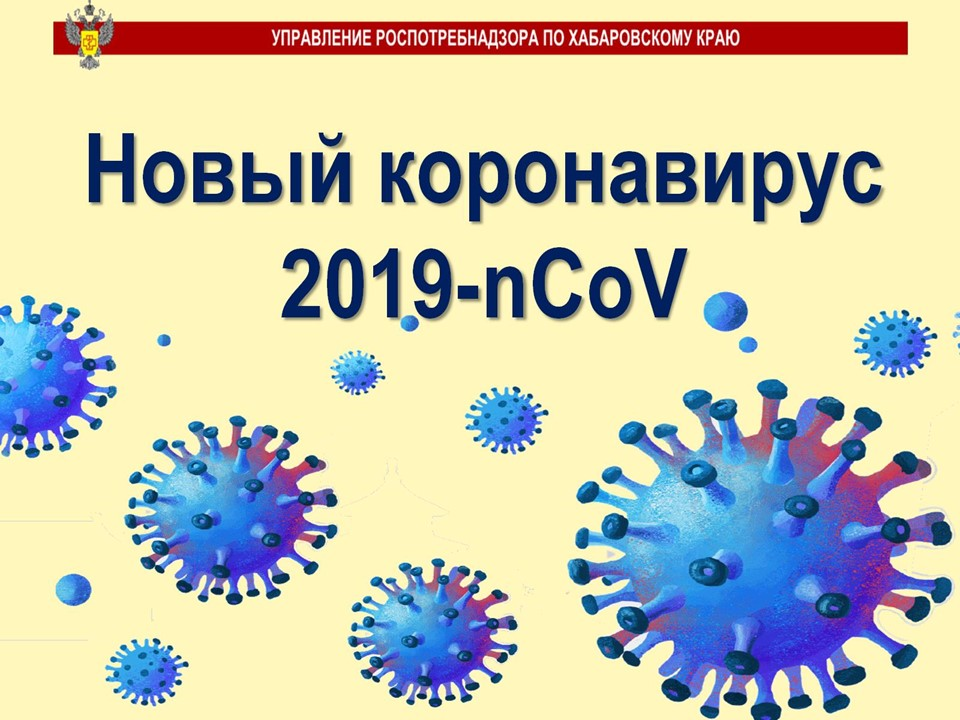 УПРАВЛЕНИЕ РОСПОТРЕБНАДЗОРА ПО ХАБАРОВСКОМУ КРАЮ
Новый коронавирус
2019-nCoV